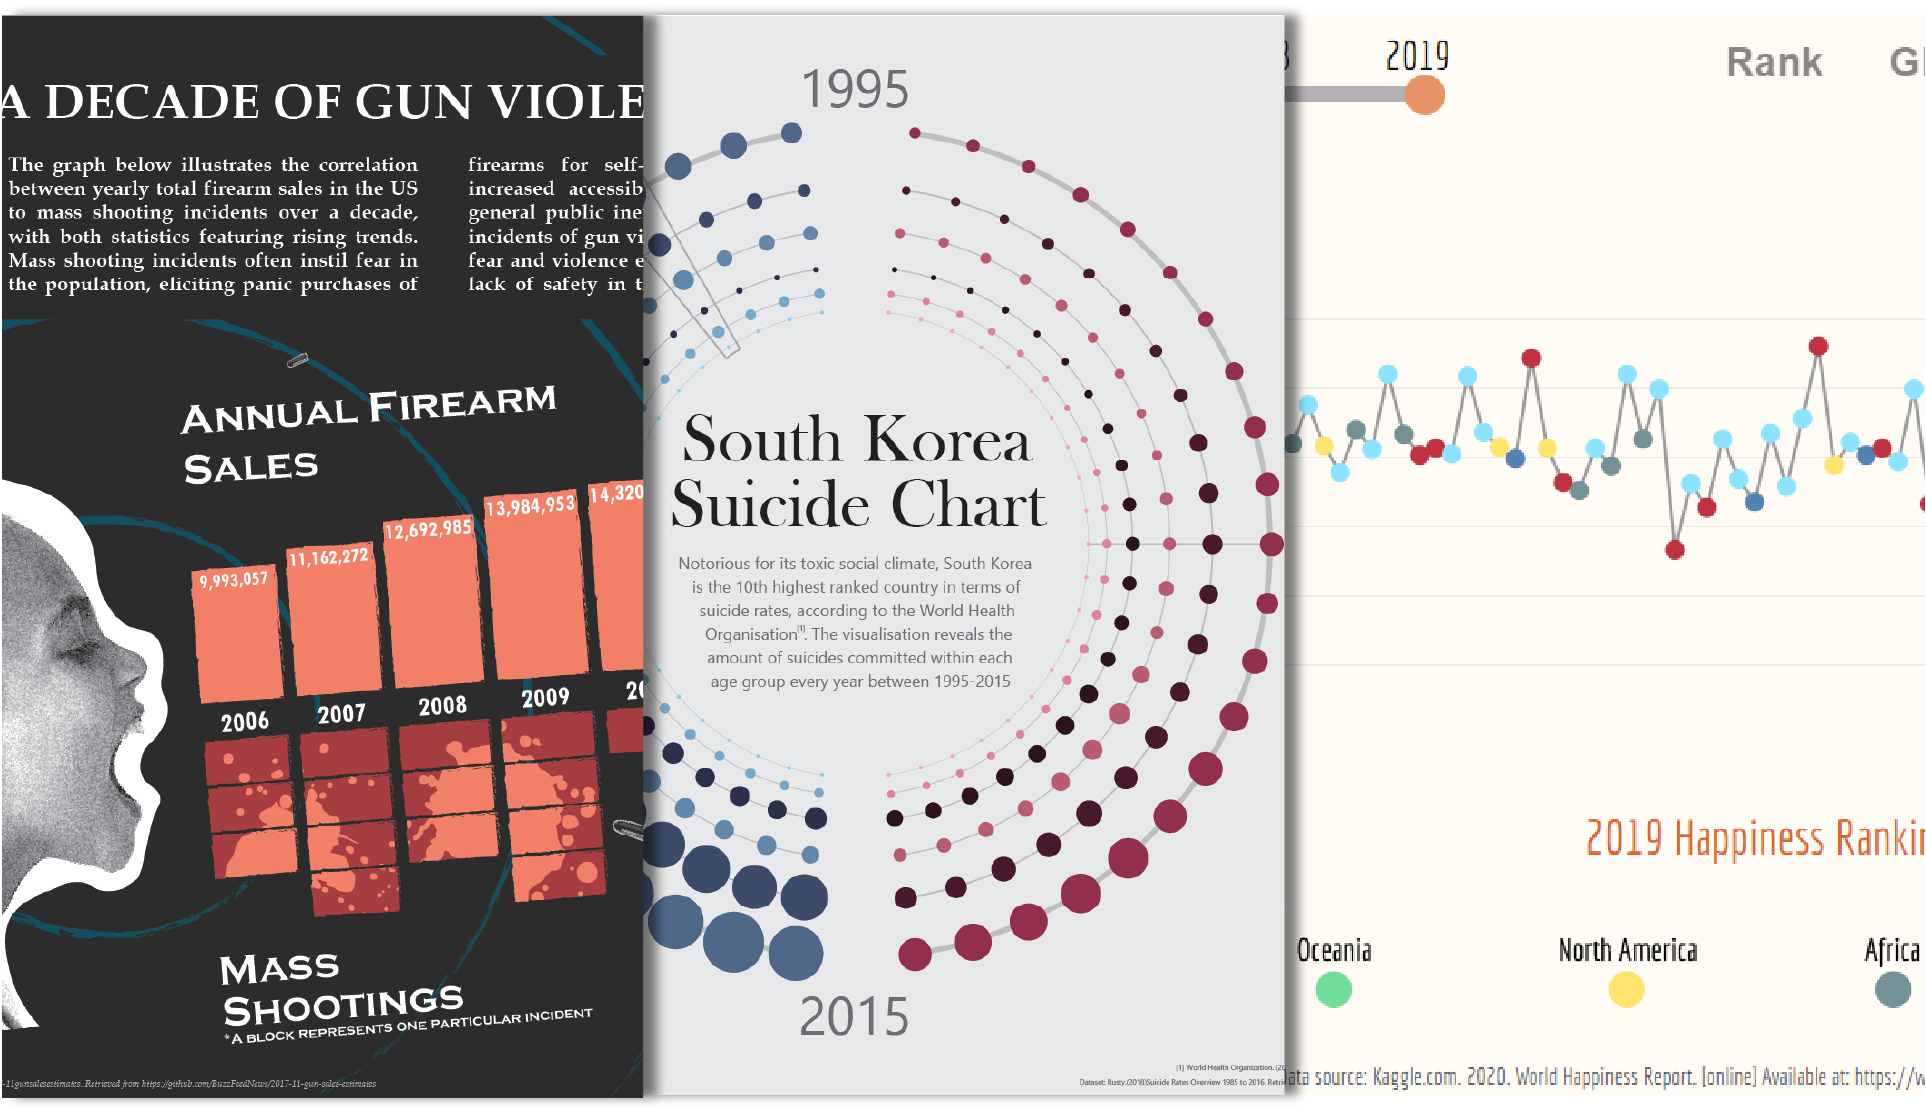 A DECADE OF GUN VIOLE
The graph below illustrates the correlation
between yearly total firearm sales in the US
to mass shooting incidents over a decade,
with both statistics featuring rising trends.
Mass shooting incidents often instil fear in
the population, eliciting panic purchases of
firearms for self-
increased accessib
general public ine
incidents of gun vi
fear and violence e
lack of safety in t
ANNUAL FIREARM
SALES
9,993,057
11,162,272
12,692,985
13,984,953
14,320
2006
2007
2008
2009
20
MASS
SHOOTINGS
*A BLOCK REPRESENTS ONE PARTICULAR INCIDENT
-11gunsalesestimates. Retrieved from https://github.com/BuzzFeedNews/2017-11-gun-sales-estimates
1995
South Korea
Suicide Chart
Notorious for its toxic social climate, South Korea
is the 10th highest ranked country in terms of
suicide rates, according to the World Health
Organisation[1]. The visualisation reveals the
amount of suicides committed within each
age group every year between 1995-2015
2015
[1] World Health Organization. (20
Dataset: Rusty.(2018)Suicide Rates Overview 1985 to 2016. Retrie
2019
Rank
Gl
2019 Happiness Rankin
Oceania
North America
Africa
ata source: Kaggle.com. 2020. World Happiness Report. [online] Available at: https://w